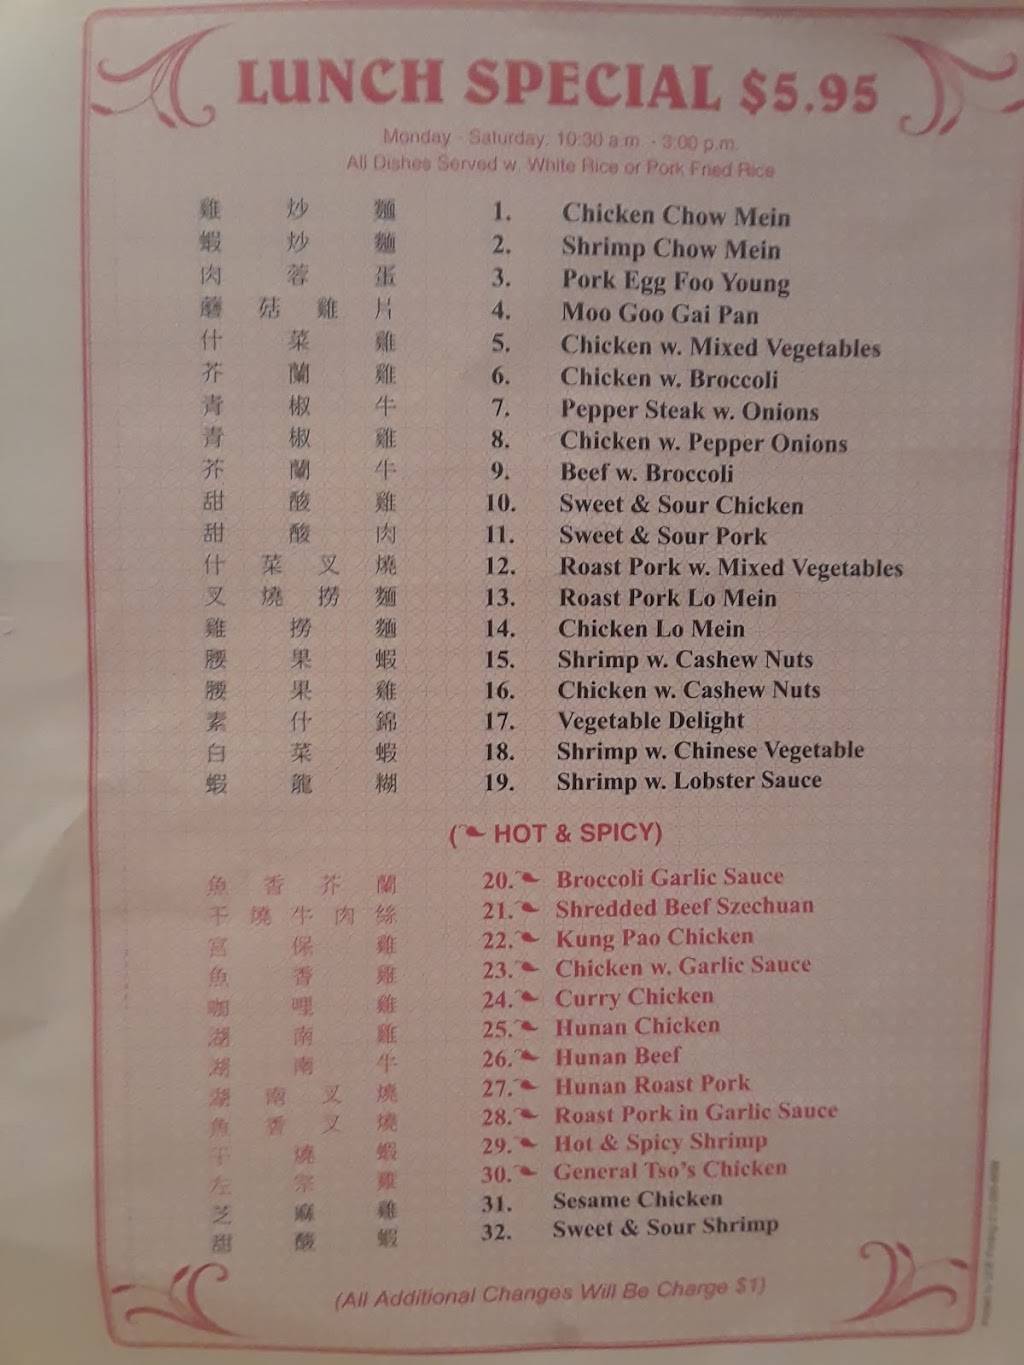 LUNCH SPECIAL $5.95
Monday - Saturday: 10:30 a.m. - 3:00 p.m.
All Dishes Served w. White Rice or Pork Fried Rice
雞炒麵 1. Chicken Chow Mein
蝦炒麵 2. Shrimp Chow Mein
肉蓉蛋 3. Pork Egg Foo Young
蘑菇雞片 4. Moo Goo Gai Pan
什菜雞 5. Chicken w. Mixed Vegetables
芥蘭雞 6. Chicken w. Broccoli
青椒牛 7. Pepper Steak w. Onions
青椒雞 8. Chicken w. Pepper Onions
芥蘭牛 9. Beef w. Broccoli
甜酸雞 10. Sweet & Sour Chicken
甜酸肉 11. Sweet & Sour Pork
什菜叉燒 12. Roast Pork w. Mixed Vegetables
叉燒撈麵 13. Roast Pork Lo Mein
雞撈麵 14. Chicken Lo Mein
腰果蝦 15. Shrimp w. Cashew Nuts
腰果雞 16. Chicken w. Cashew Nuts
素什錦 17. Vegetable Delight
白菜蝦 18. Shrimp w. Chinese Vegetable
蝦龍糊 19. Shrimp w. Lobster Sauce
(HOT & SPICY)
魚香芥蘭 20. Broccoli Garlic Sauce
干燒牛肉絲 21. Shredded Beef Szechuan
宮保雞 22. Kung Pao Chicken
魚香雞 23. Chicken w. Garlic Sauce
咖哩雞 24. Curry Chicken
湖南雞 25. Hunan Chicken
湖南牛 26. Hunan Beef
湖南叉燒 27. Hunan Roast Pork
魚香叉燒 28. Roast Pork in Garlic Sauce
干燒蝦 29. Hot & Spicy Shrimp
左宗雞 30. General Tso's Chicken
芝麻雞 31. Sesame Chicken
甜酸蝦 32. Sweet & Sour Shrimp
(All Additional Changes Will Be Charge $1)